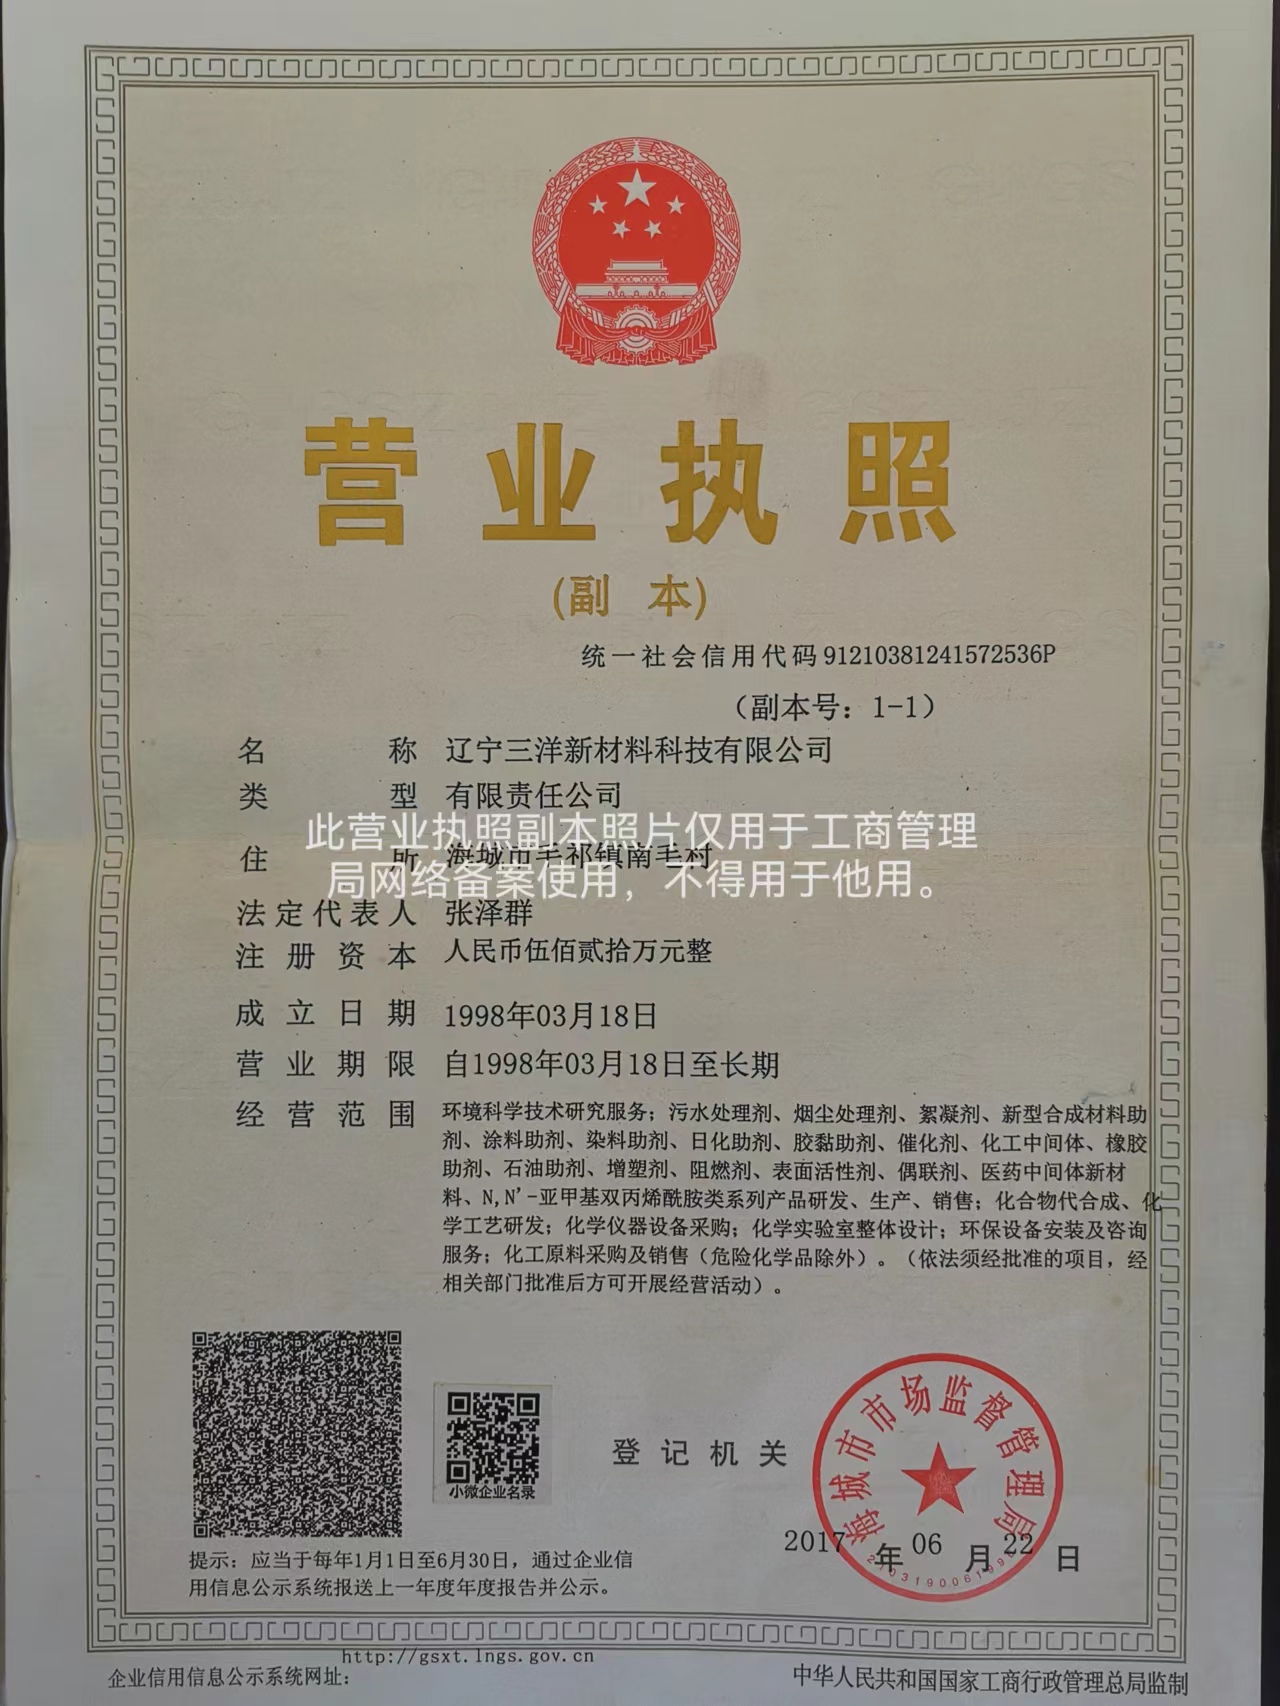 营业执照
(副 本)
统一社会信用代码 91210381241572536P
（副本号：1-1）
名 称 辽宁三洋新材料科技有限公司
类 型 有限责任公司
此营业执照副本照片仅用于工商管理
住 所 海城市毛祁镇南毛村
局网络备案使用，不得用于他用。
法定代表人 张泽群
注 册 资 本 人民币伍佰贰拾万元整
成 立 日 期 1998年03月18日
营 业 期 限 自1998年03月18日至长期
经 营 范 围 环境科学技术研究服务；污水处理剂、烟尘处理剂、絮凝剂、新型合成材料助
剂、涂料助剂、染料助剂、日化助剂、胶黏助剂、催化剂、化工中间体、橡胶
助剂、石油助剂、增塑剂、阻燃剂、表面活性剂、偶联剂、医药中间体新材
料、N,N'-亚甲基双丙烯酰胺类系列产品研发、生产、销售；化合物代合成、化
学工艺研发；化学仪器设备采购；化学实验室整体设计；环保设备安装及咨询
服务；化工原料采购及销售（危险化学品除外）。（依法须经批准的项目，经
相关部门批准后方可开展经营活动）。
小微企业名录
登 记 机 关
海城市市场监督管理局
2017 年 06 月 22 日
提示：应当于每年1月1日至6月30日，通过企业信
用信息公示系统报送上一年度年度报告并公示。
http://gsxt.lngs.gov.cn
企业信用信息公示系统网址：
中华人民共和国国家工商行政管理总局监制